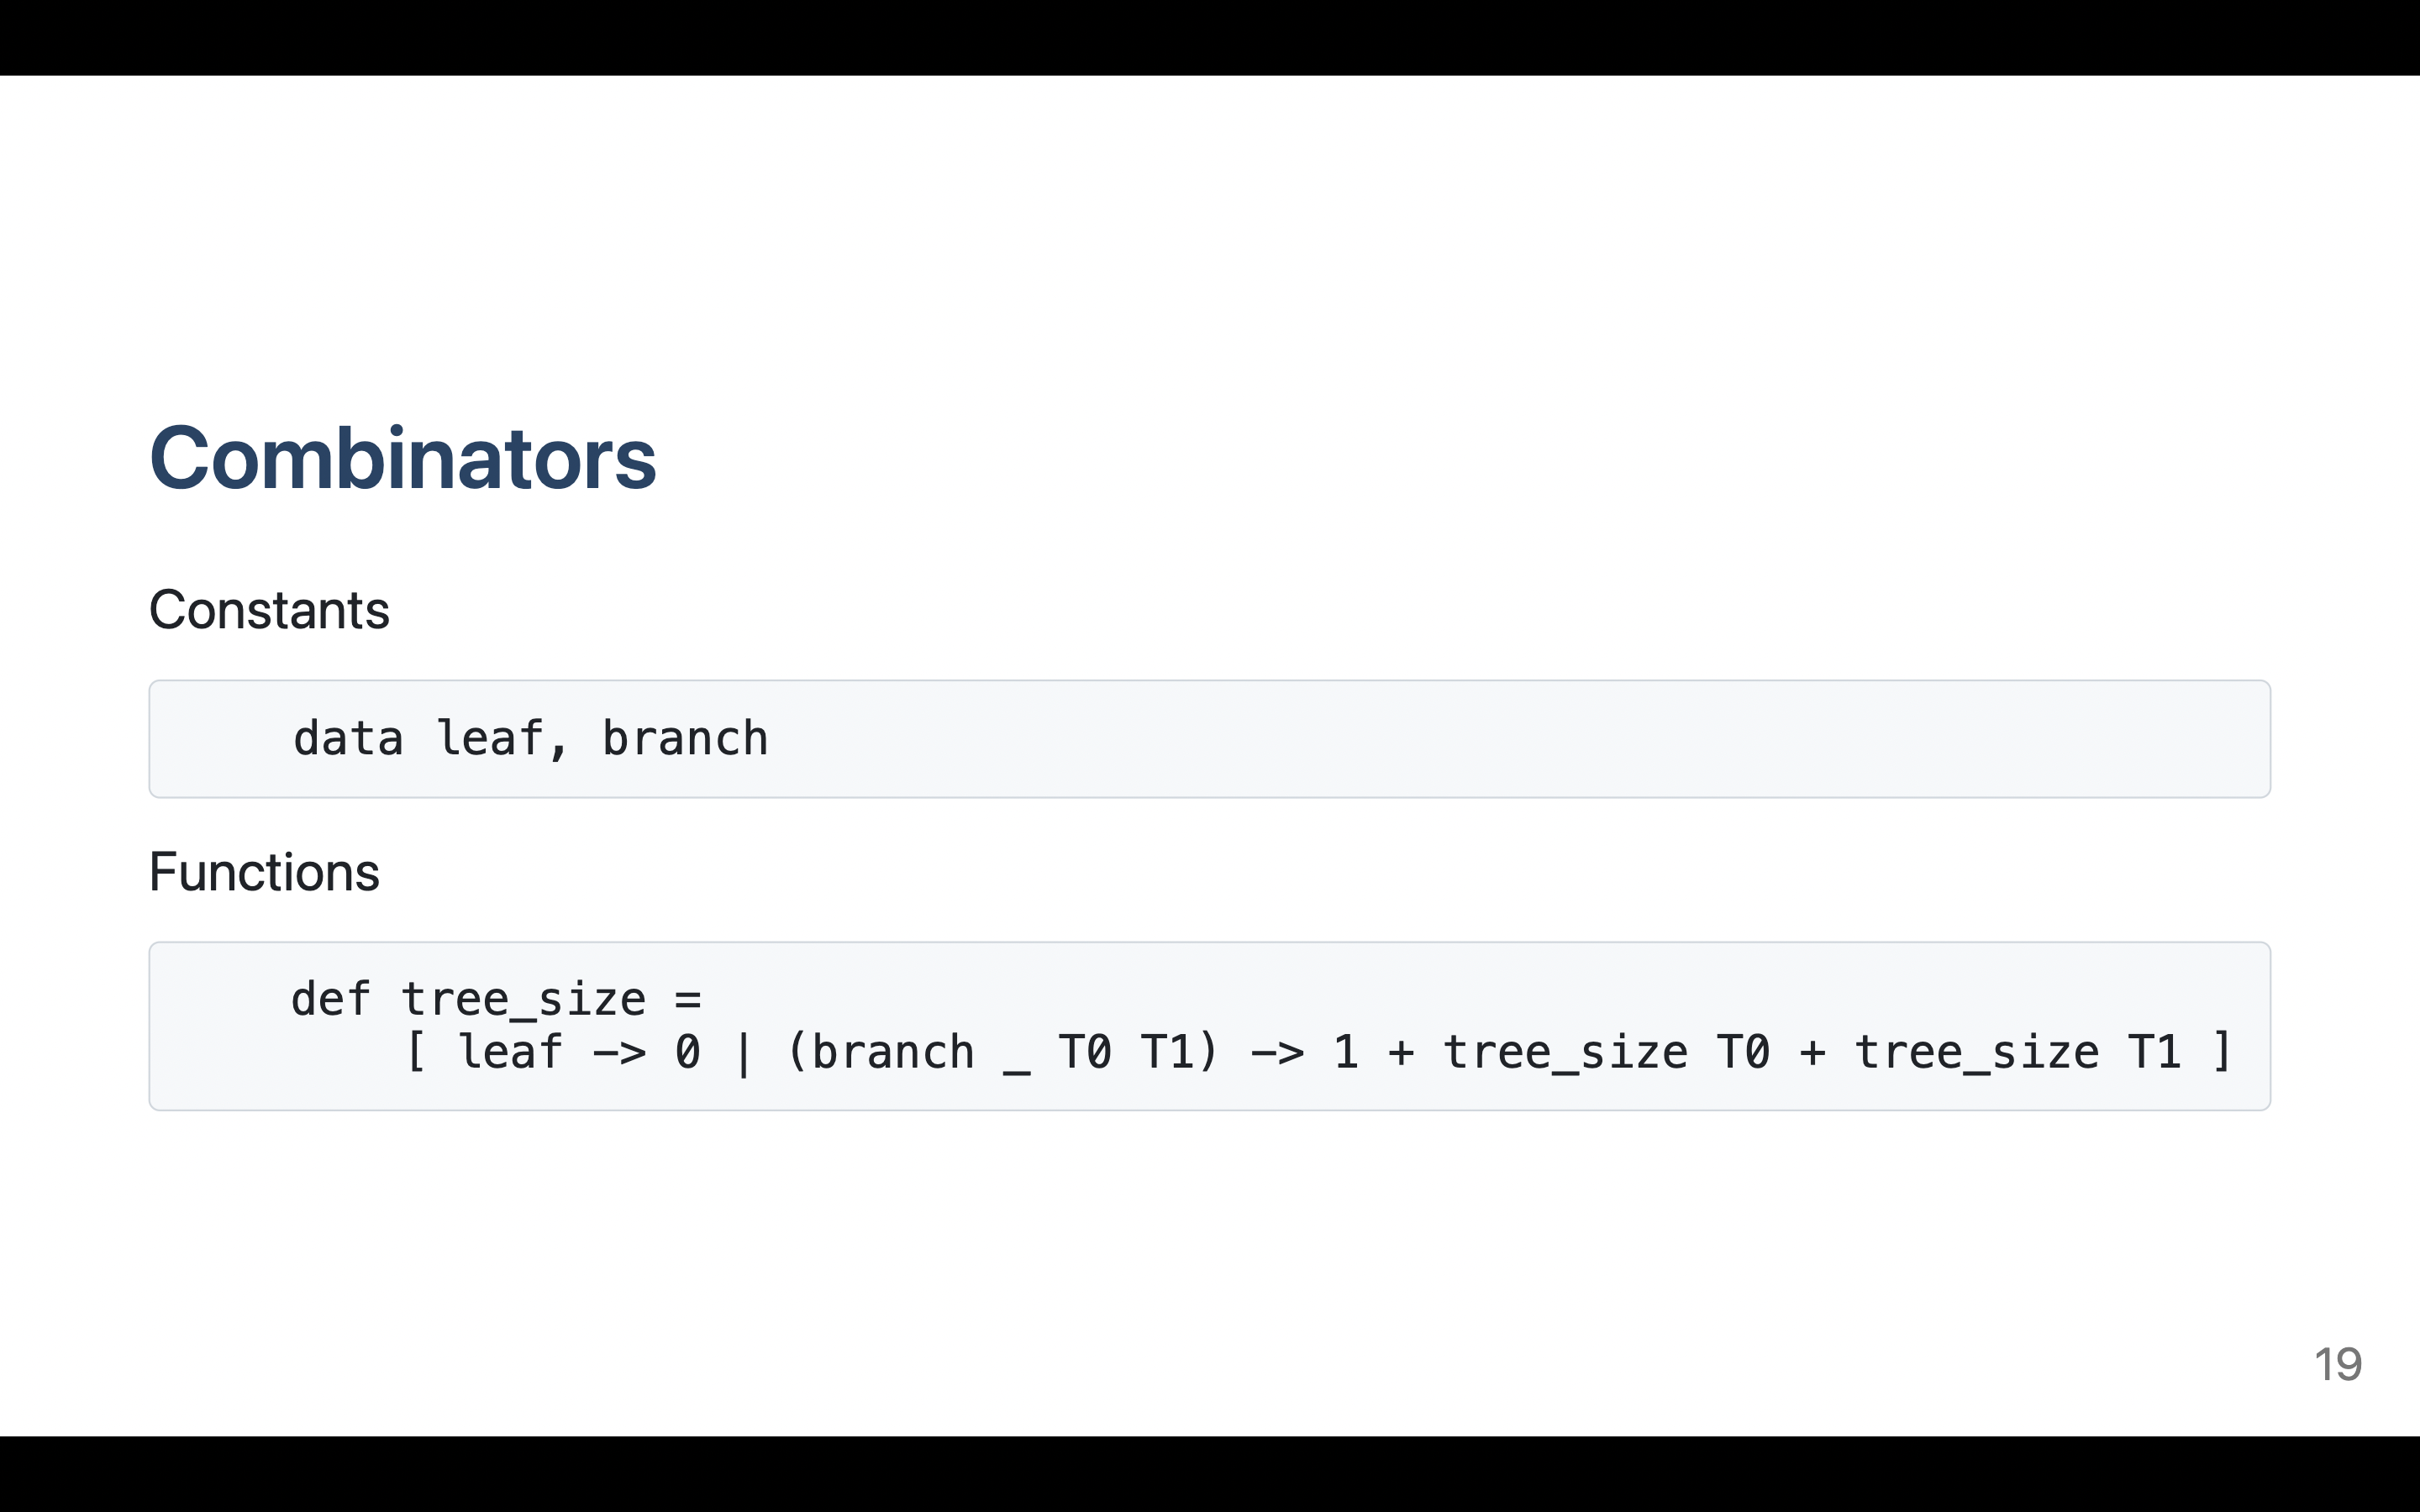 Combinators
Constants
data leaf, branch
Functions
def tree_size =
[ leaf -> 0 | (branch _ T0 T1) -> 1 + tree_size T0 + tree_size T1 ]
19